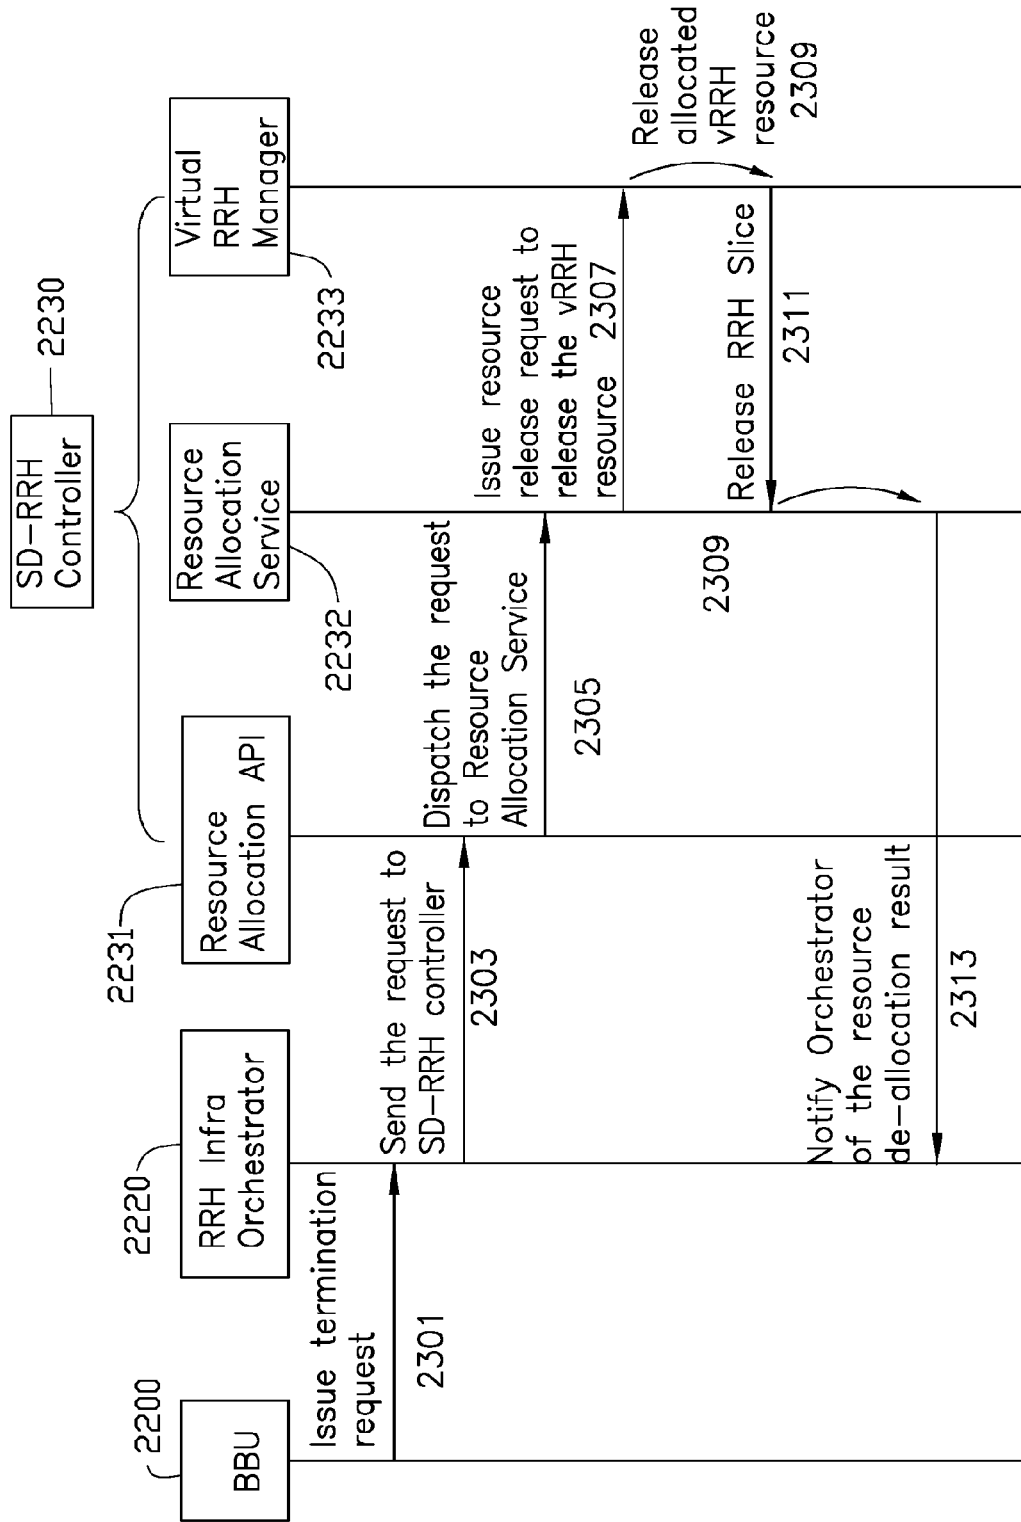 SD-RRH
Controller
2230
BBU
2200
RRH Infra
Orchestrator
2220
Resource
Allocation API
2231
Resource
Allocation
Service
2232
Virtual
RRH
Manager
2233
Issue termination
request
2301
Send the request to
SD-RRH controller
2303
Dispatch the request
to Resource
Allocation Service
2305
Issue resource
release request to
release the vRRH
resource 2307
Release
allocated
vRRH
resource
2309
Release RRH Slice
2311
2309
Notify Orchestrator
of the resource
de-allocation result
2313